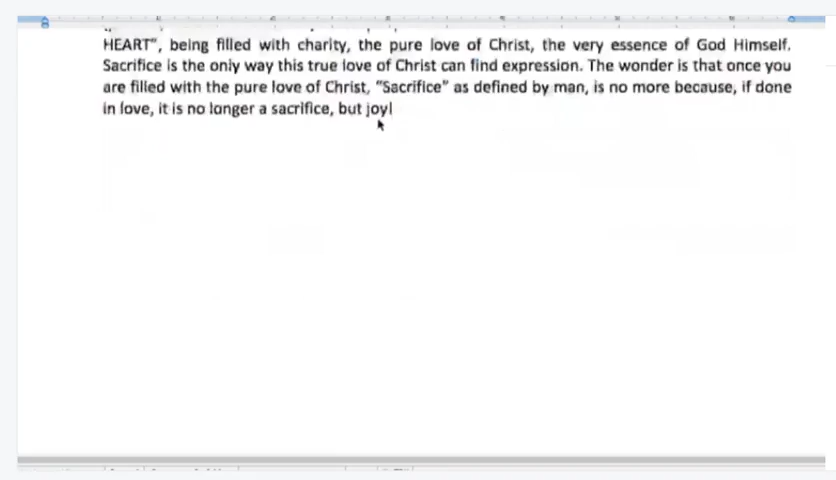 HEART", being filled with charity, the pure love of Christ, the very essence of God Himself.
Sacrifice is the only way this true love of Christ can find expression. The wonder is that once you
are filled with the pure love of Christ, "Sacrifice" as defined by man, is no more because, if done
in love, it is no longer a sacrifice, but joy!